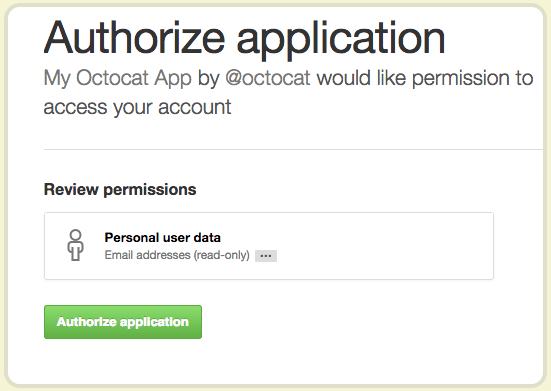 Authorize application
My Octocat App by @octocat would like permission to
access your account
Review permissions
Personal user data
Email addresses (read-only) •••
Authorize application